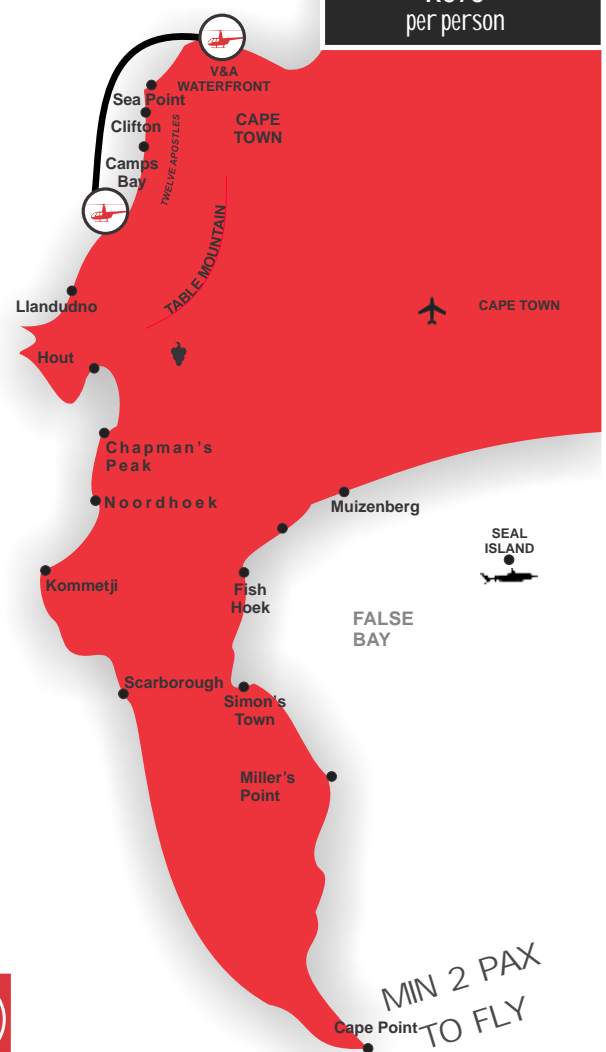 per person
V&A
WATERFRONT
Sea Point
Clifton
CAPE
TOWN
Camps
Bay
TWELVE APOSTLES
TABLE MOUNTAIN
Llandudno
CAPE TOWN
Hout
Chapman's
Peak
Noordhoek
Muizenberg
SEAL
ISLAND
Kommetji
Fish
Hoek
FALSE
BAY
Scarborough
Simon's
Town
Miller's
Point
MIN 2 PAX
TO FLY
Cape Point